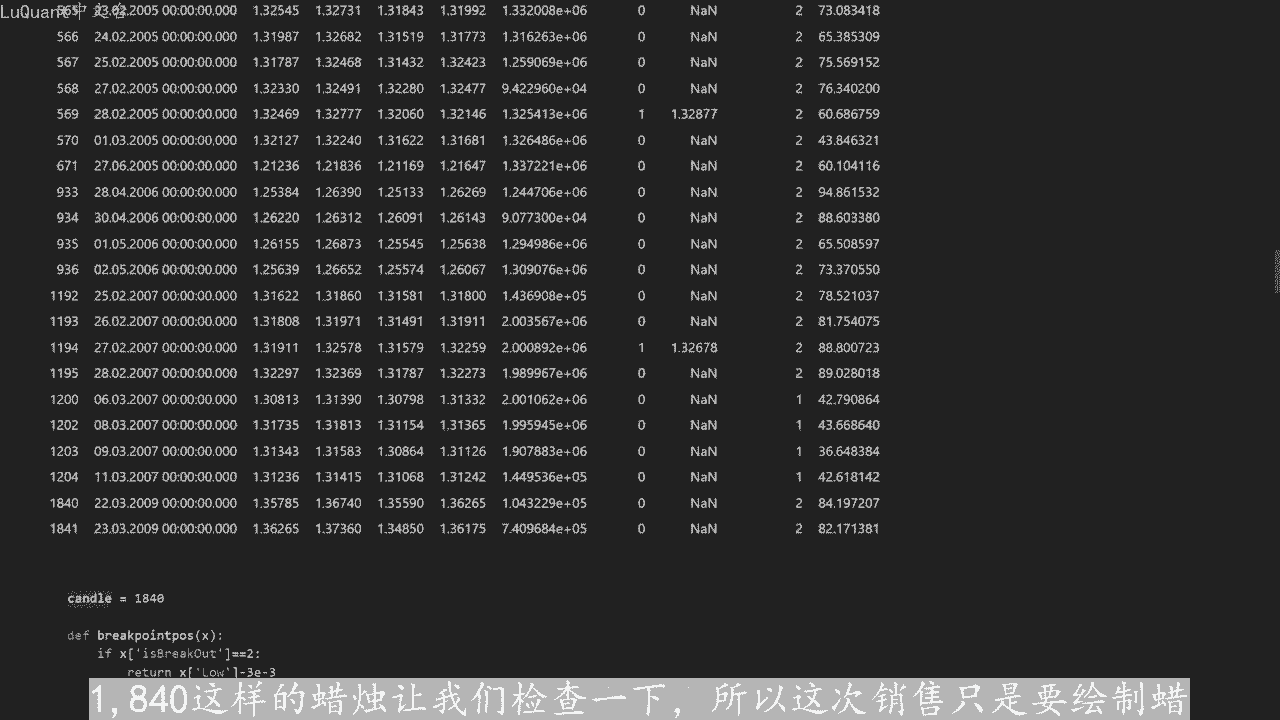 LuQuant中文台
565 23.02.2005 00:00:00.000 1.32545 1.32731 1.31843 1.31992 1.332008e+06 0 NaN 2 73.083418
566 24.02.2005 00:00:00.000 1.31987 1.32682 1.31519 1.31773 1.316263e+06 0 NaN 2 65.385309
567 25.02.2005 00:00:00.000 1.31787 1.32468 1.31432 1.32423 1.259069e+06 0 NaN 2 75.569152
568 27.02.2005 00:00:00.000 1.32330 1.32491 1.32280 1.32477 9.422960e+04 0 NaN 2 76.340200
569 28.02.2005 00:00:00.000 1.32469 1.32777 1.32060 1.32146 1.325413e+06 1 1.32877 2 60.686759
570 01.03.2005 00:00:00.000 1.32127 1.32240 1.31622 1.31681 1.326486e+06 0 NaN 2 43.846321
671 27.06.2005 00:00:00.000 1.21236 1.21836 1.21169 1.21647 1.337221e+06 0 NaN 2 60.104116
933 28.04.2006 00:00:00.000 1.25384 1.26390 1.25133 1.26269 1.244706e+06 0 NaN 2 94.861532
934 30.04.2006 00:00:00.000 1.26220 1.26312 1.26091 1.26143 9.077300e+04 0 NaN 2 88.603380
935 01.05.2006 00:00:00.000 1.26155 1.26873 1.25545 1.25638 1.294986e+06 0 NaN 2 65.508597
936 02.05.2006 00:00:00.000 1.25639 1.26652 1.25574 1.26067 1.309076e+06 0 NaN 2 73.370550
1192 25.02.2007 00:00:00.000 1.31622 1.31860 1.31581 1.31800 1.436908e+05 0 NaN 2 78.521037
1193 26.02.2007 00:00:00.000 1.31808 1.31971 1.31491 1.31911 2.003567e+06 0 NaN 2 81.754075
1194 27.02.2007 00:00:00.000 1.31911 1.32578 1.31579 1.32259 2.000892e+06 1 1.32678 2 88.800723
1195 28.02.2007 00:00:00.000 1.32297 1.32369 1.31787 1.32273 1.989967e+06 0 NaN 2 89.028018
1200 06.03.2007 00:00:00.000 1.30813 1.31390 1.30798 1.31332 2.001062e+06 0 NaN 1 42.790864
1202 08.03.2007 00:00:00.000 1.31735 1.31813 1.31154 1.31365 1.995945e+06 0 NaN 1 43.668640
1203 09.03.2007 00:00:00.000 1.31343 1.31583 1.30864 1.31126 1.907883e+06 0 NaN 1 36.648384
1204 11.03.2007 00:00:00.000 1.31236 1.31415 1.31068 1.31242 1.449536e+05 0 NaN 1 42.618142
1840 22.03.2009 00:00:00.000 1.35785 1.36740 1.35590 1.36265 1.043229e+05 0 NaN 2 84.197207
1841 23.03.2009 00:00:00.000 1.36265 1.37360 1.34850 1.36175 7.409684e+05 0 NaN 2 82.171381
candle = 1840
def breakpointpos(x):
if x['isBreakOut']==2:
return x['Low']-3e-3
1,840这样的蜡烛让我们检查一下，所以这次销售只是要绘制蜡